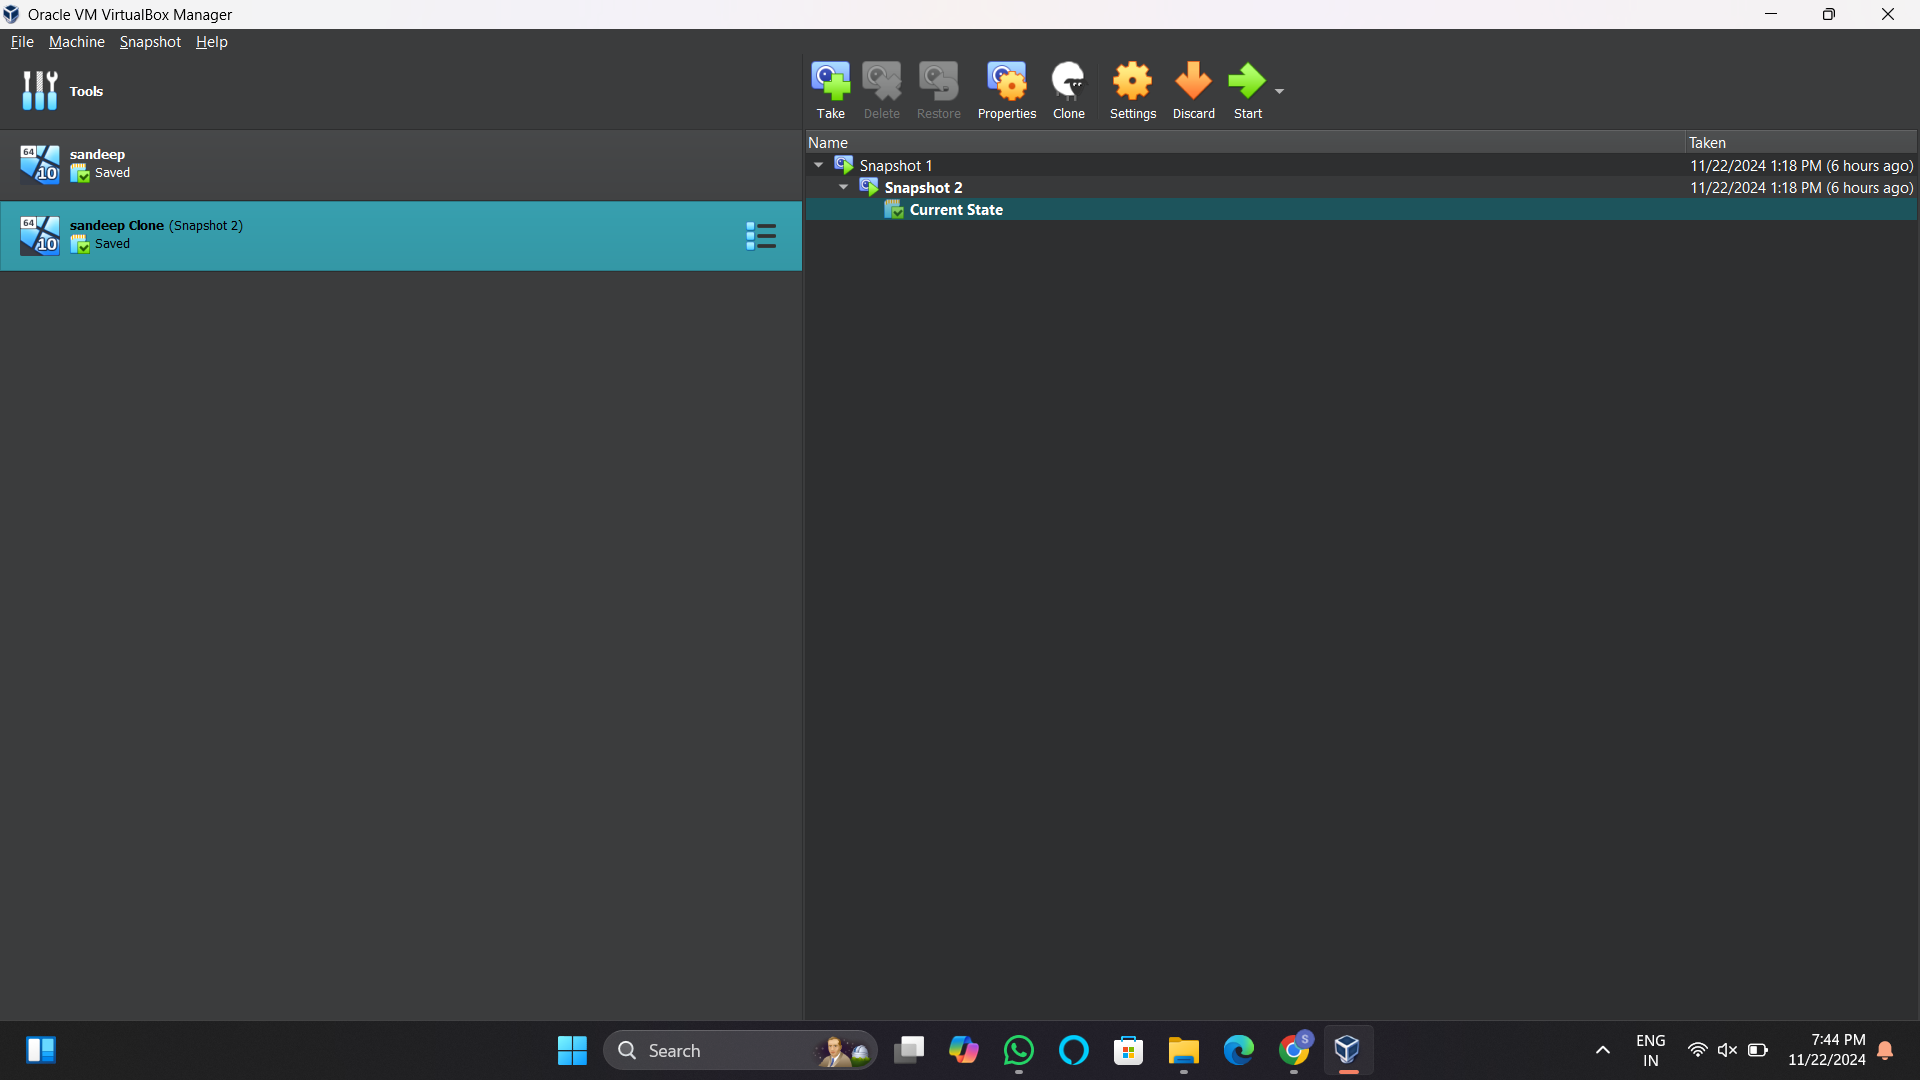 Oracle VM VirtualBox Manager
File Machine Snapshot Help
Tools
Take Delete Restore Properties Clone Settings Discard Start
64
10
sandeep
Saved
64
10
sandeep Clone (Snapshot 2)
Saved
Name Taken
Snapshot 1 11/22/2024 1:18 PM (6 hours ago)
Snapshot 2 11/22/2024 1:18 PM (6 hours ago)
Current State
Search
S
ENG
IN
7:44 PM
11/22/2024